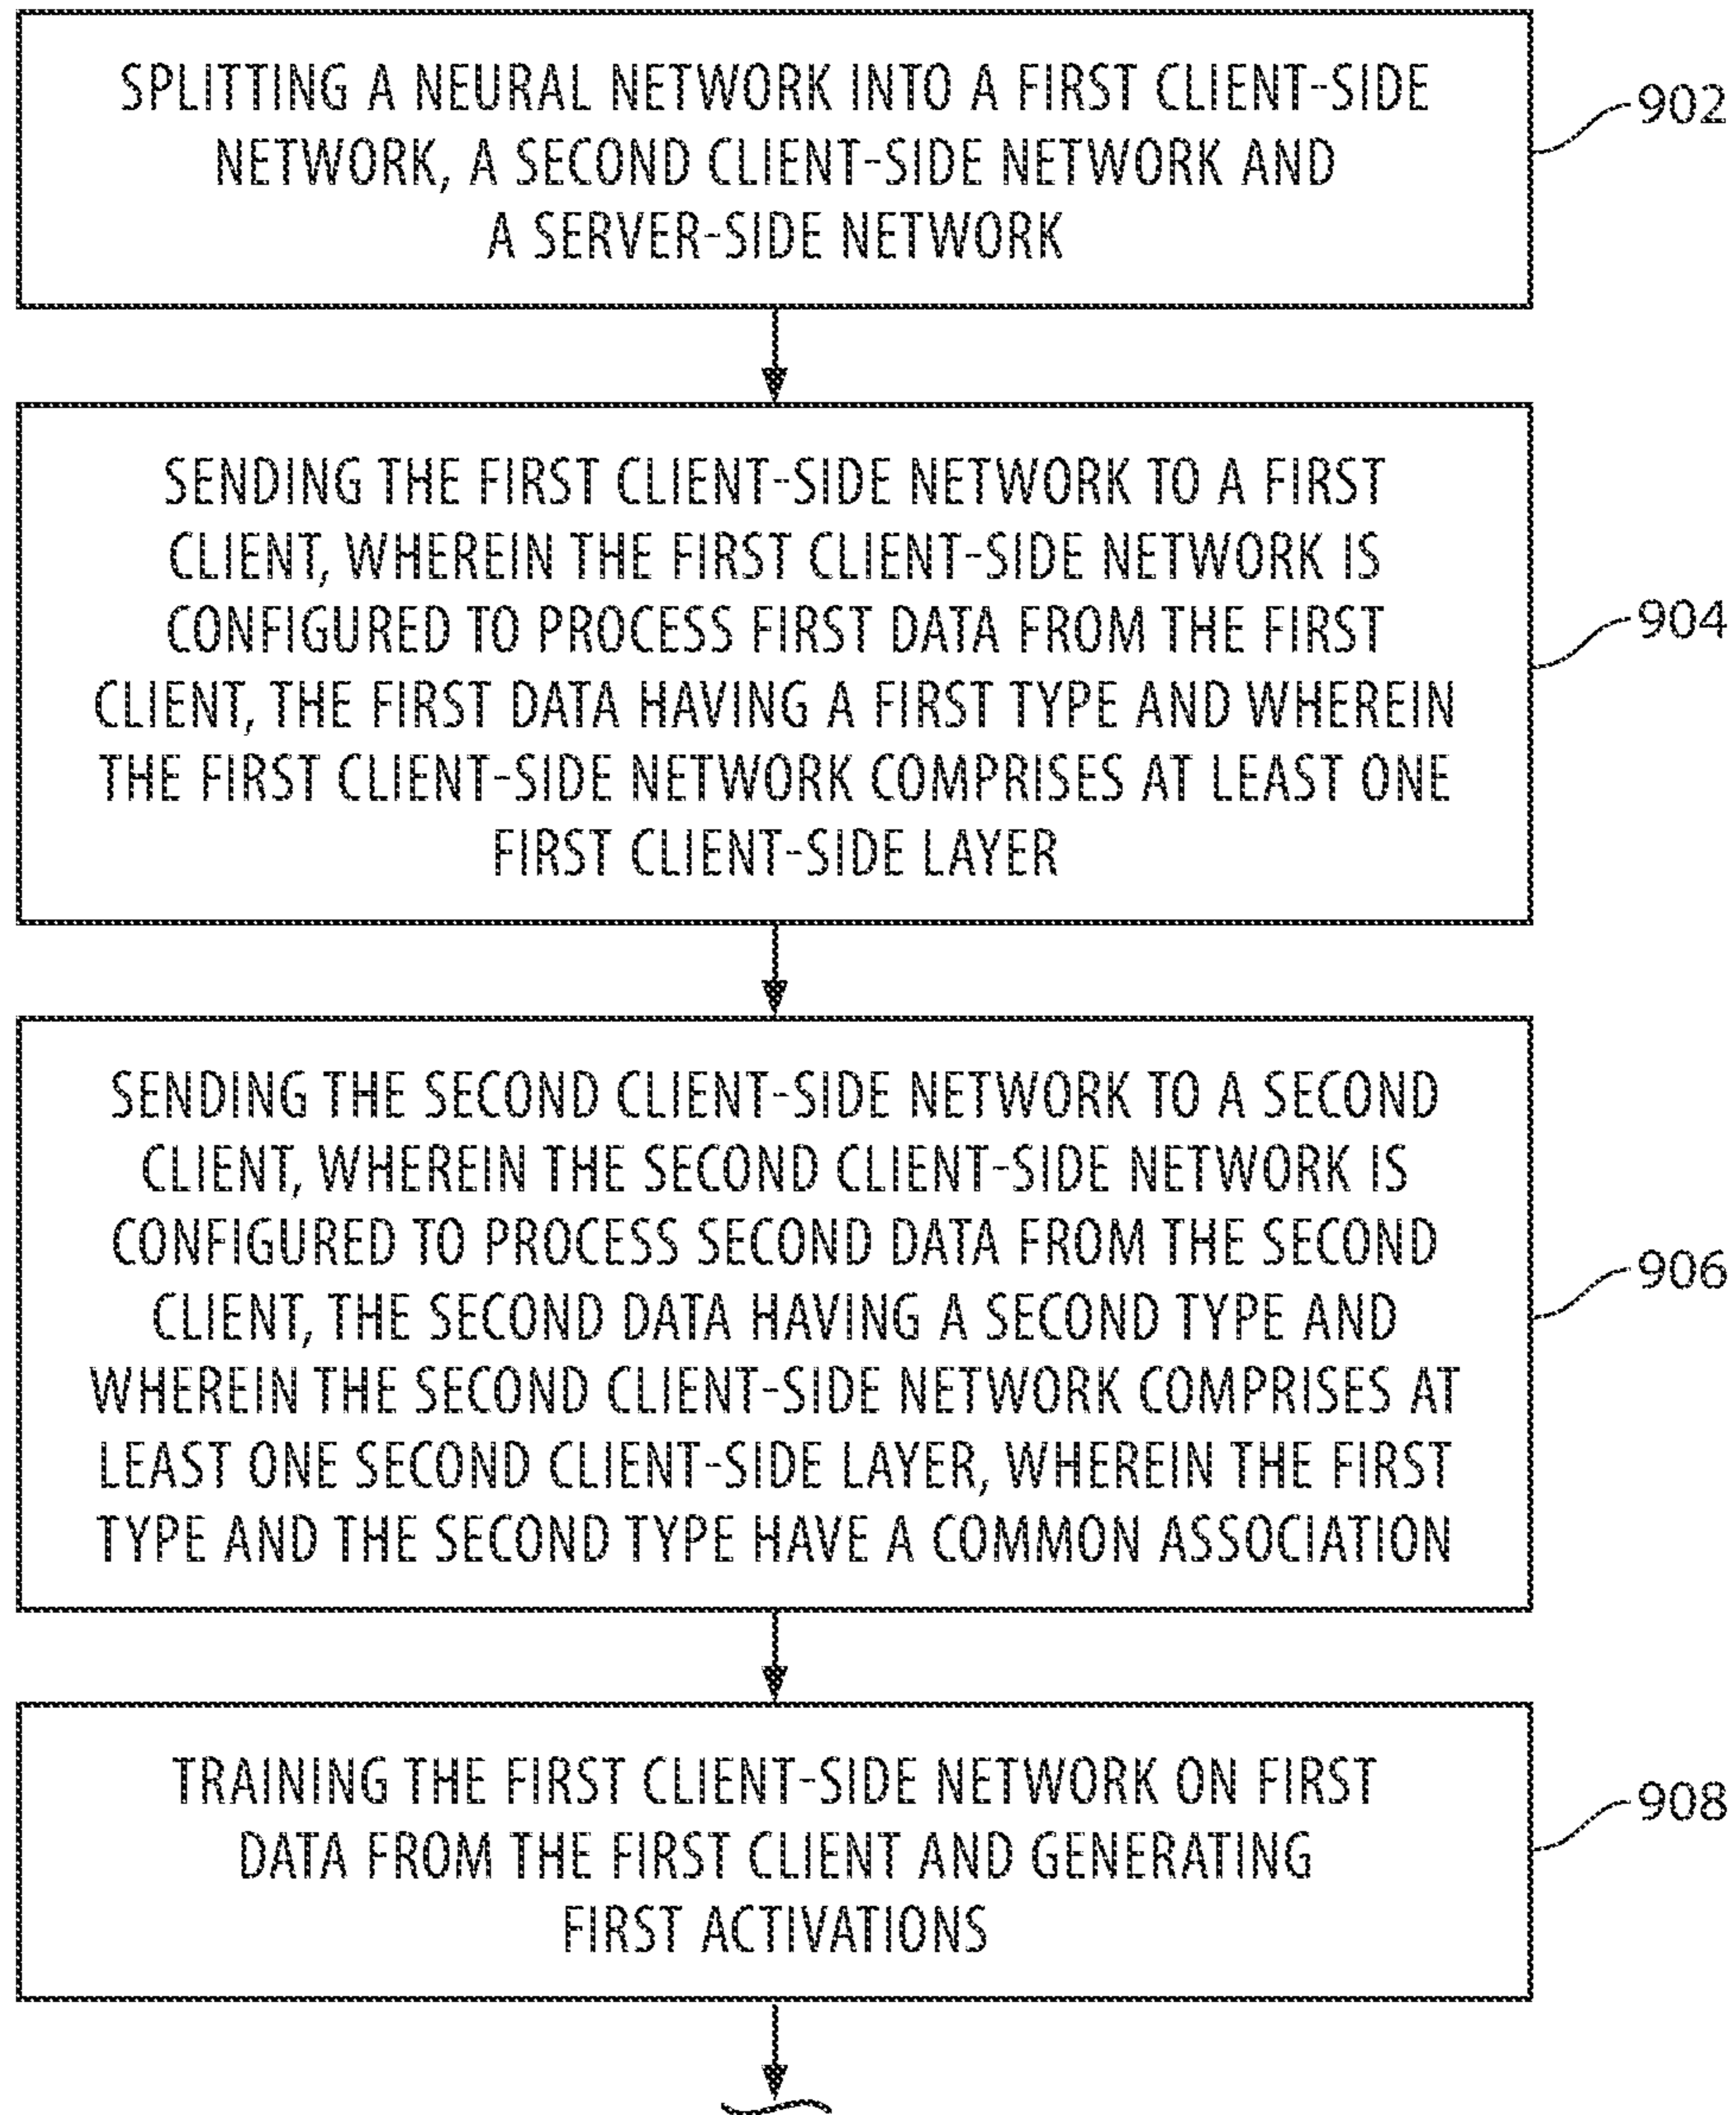 SPLITTING A NEURAL NETWORK INTO A FIRST CLIENT-SIDE
NETWORK, A SECOND CLIENT-SIDE NETWORK AND
A SERVER-SIDE NETWORK
902
SENDING THE FIRST CLIENT-SIDE NETWORK TO A FIRST
CLIENT, WHEREIN THE FIRST CLIENT-SIDE NETWORK IS
CONFIGURED TO PROCESS FIRST DATA FROM THE FIRST
CLIENT, THE FIRST DATA HAVING A FIRST TYPE AND WHEREIN
THE FIRST CLIENT-SIDE NETWORK COMPRISES AT LEAST ONE
FIRST CLIENT-SIDE LAYER
904
SENDING THE SECOND CLIENT-SIDE NETWORK TO A SECOND
CLIENT, WHEREIN THE SECOND CLIENT-SIDE NETWORK IS
CONFIGURED TO PROCESS SECOND DATA FROM THE SECOND
CLIENT, THE SECOND DATA HAVING A SECOND TYPE AND
WHEREIN THE SECOND CLIENT-SIDE NETWORK COMPRISES AT
LEAST ONE SECOND CLIENT-SIDE LAYER, WHEREIN THE FIRST
TYPE AND THE SECOND TYPE HAVE A COMMON ASSOCIATION
906
TRAINING THE FIRST CLIENT-SIDE NETWORK ON FIRST
DATA FROM THE FIRST CLIENT AND GENERATING
FIRST ACTIVATIONS
908